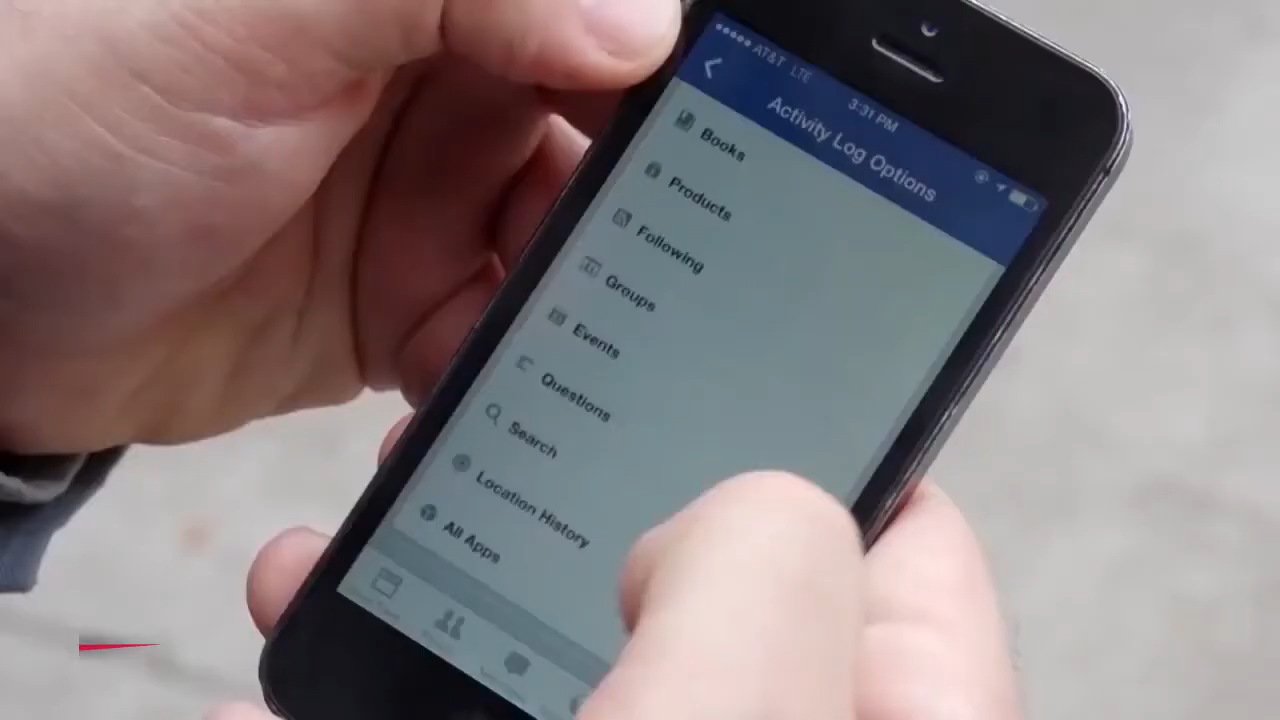 AT&T LTE 3:31 PM
Activity Log Options
Books
Products
Following
Groups
Events
Questions
Search
Location History
All Apps